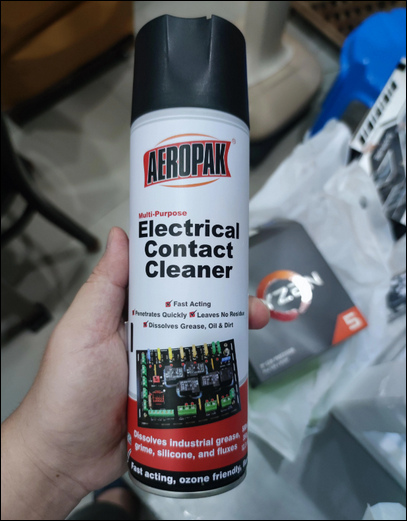 AEROPAK
Multi-Purpose
Electrical
Contact
Cleaner
Fast Acting
Penetrates Quickly Leaves No Residue
Dissolves Grease, Oil & Dirt
Dissolves industrial grease,
grime, silicone, and fluxes
Fast acting, ozone friendly,
RYZEN
5